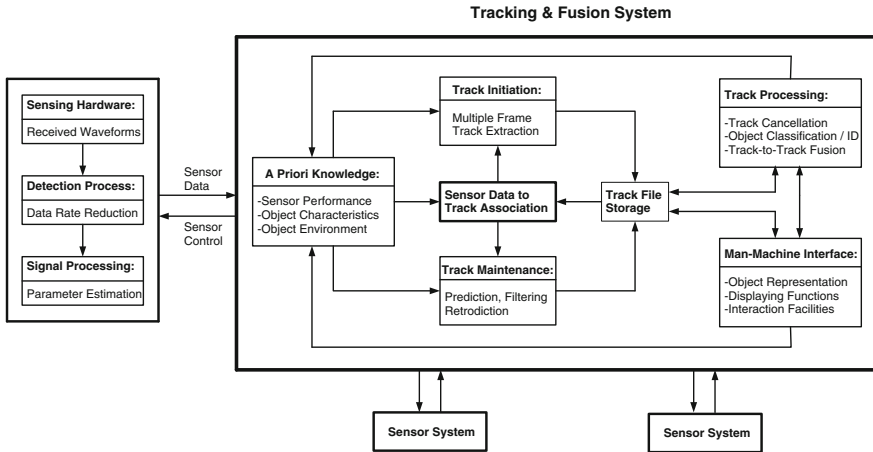 Tracking & Fusion System
Sensing Hardware:
Received Waveforms
Detection Process:
Data Rate Reduction
Signal Processing:
Parameter Estimation
Sensor
Data
Sensor
Control
A Priori Knowledge:
-Sensor Performance
-Object Characteristics
-Object Environment
Track Initiation:
Multiple Frame
Track Extraction
Sensor Data to
Track Association
Track Maintenance:
Prediction, Filtering
Retrodiction
Track File
Storage
Track Processing:
-Track Cancellation
-Object Classification / ID
-Track-to-Track Fusion
Man-Machine Interface:
-Object Representation
-Displaying Functions
-Interaction Facilities
Sensor System
Sensor System